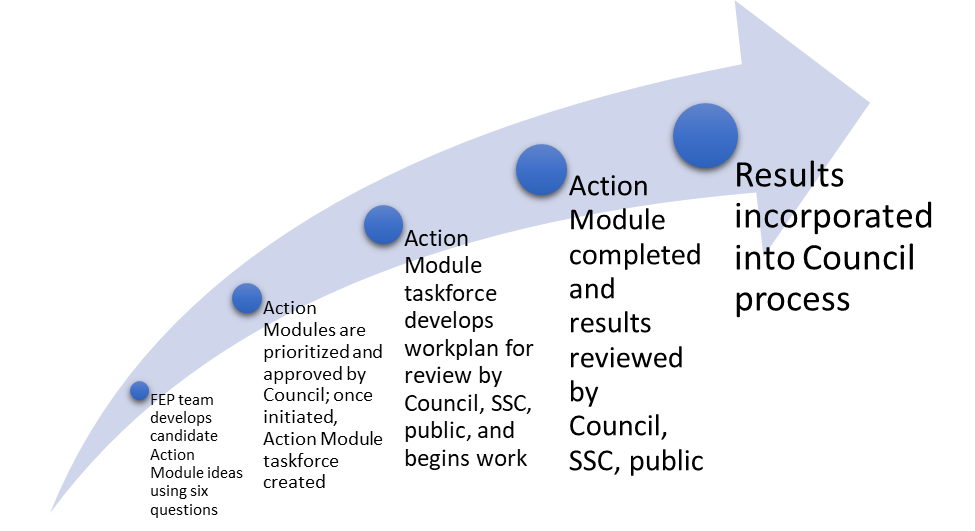 FEP team
develops
candidate
Action
Module ideas
using six
questions
Action
Modules are
prioritized and
approved by
Council; once
initiated,
Action Module
taskforce
created
Action
Module
taskforce
develops
workplan for
review by
Council, SSC,
public, and
begins work
Action
Module
completed
and
results
reviewed
by
Council,
SSC, public
Results
incorporated
into Council
process